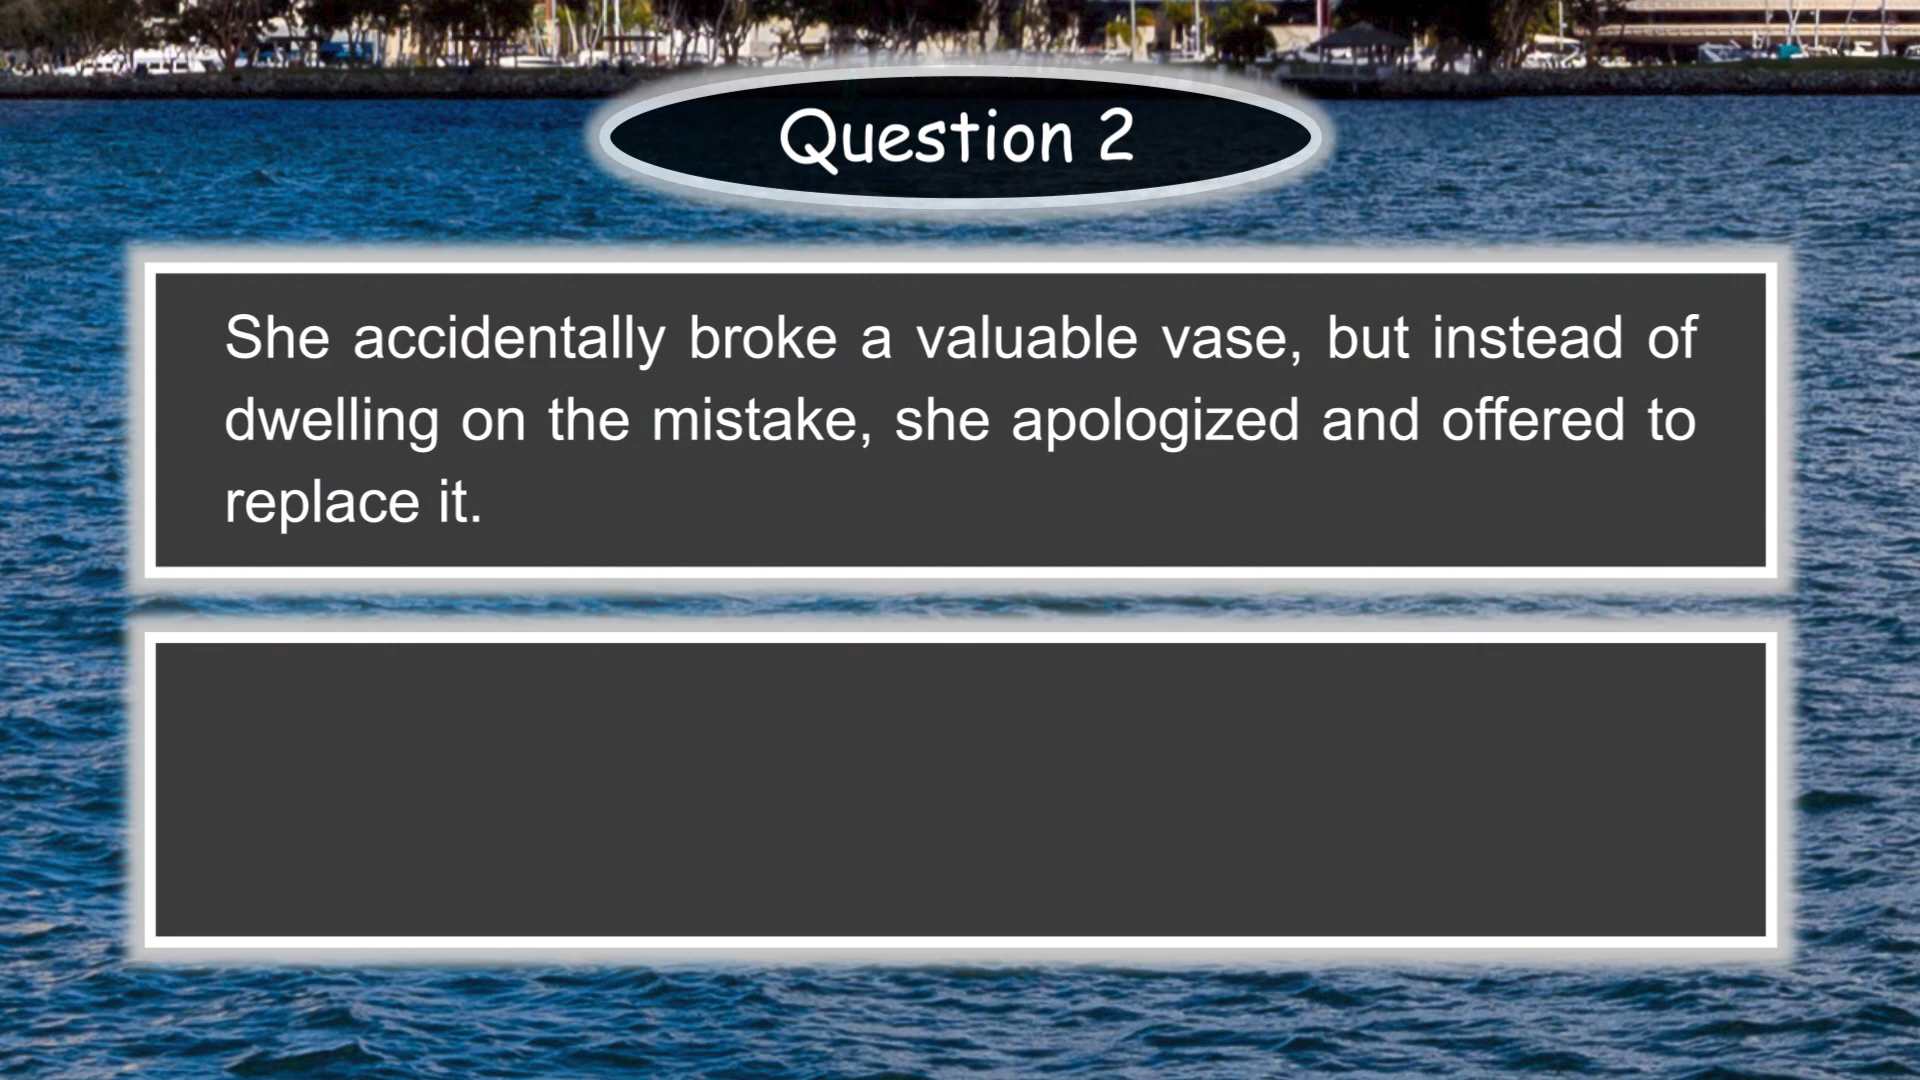 Question 2
She accidentally broke a valuable vase, but instead of
dwelling on the mistake, she apologized and offered to
replace it.